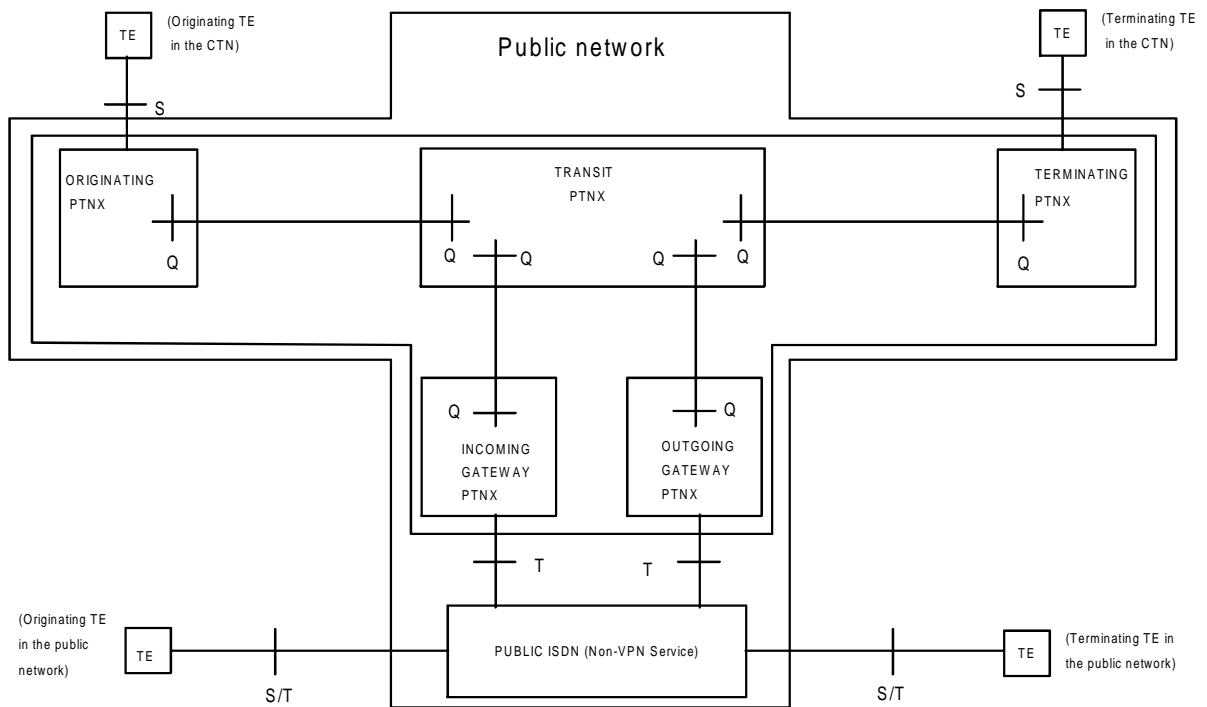 TE
(Originating TE
in the CTN)
Public network
TE
(Terminating TE
in the CTN)
S
S
ORIGINATING
PTNX
TRANSIT
PTNX
TERMINATING
PTNX
Q
Q
Q
Q
Q
Q
Q
Q
INCOMING
GATEWAY
PTNX
OUTGOING
GATEWAY
PTNX
T
T
(Originating TE
in the public
network)
TE
PUBLIC ISDN (Non-VPN Service)
TE
(Terminating TE in
the public network)
S/T
S/T